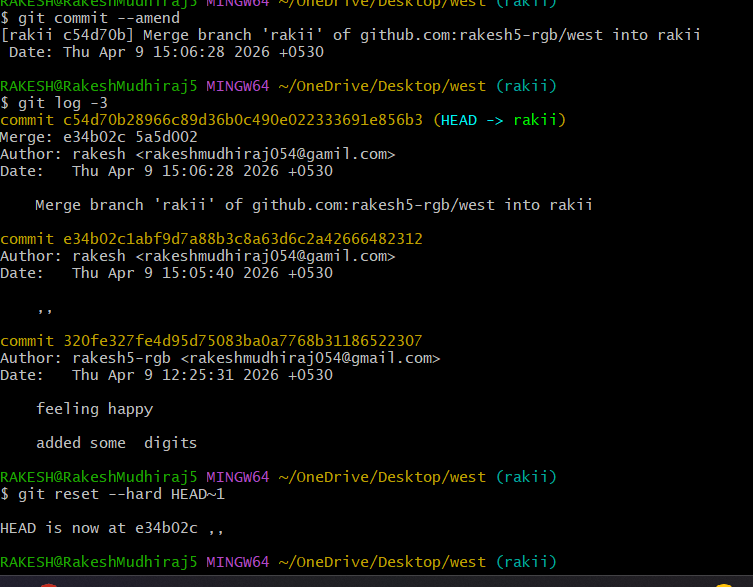 RAKESH@RakeshMudhiraj5 MINGW64 ~/OneDrive/Desktop/west (rakii)
$ git commit --amend
[rakii c54d70b] Merge branch 'rakii' of github.com:rakesh5-rgb/west into rakii
 Date: Thu Apr 9 15:06:28 2026 +0530

RAKESH@RakeshMudhiraj5 MINGW64 ~/OneDrive/Desktop/west (rakii)
$ git log -3
commit c54d70b28966c89d36b0c490e022333691e856b3 (HEAD -> rakii)
Merge: e34b02c 5a5d002
Author: rakesh <rakeshmudhiraj054@gamil.com>
Date:   Thu Apr 9 15:06:28 2026 +0530

    Merge branch 'rakii' of github.com:rakesh5-rgb/west into rakii

commit e34b02c1abf9d7a88b3c8a63d6c2a42666482312
Author: rakesh <rakeshmudhiraj054@gamil.com>
Date:   Thu Apr 9 15:05:40 2026 +0530

    ,,

commit 320fe327fe4d95d75083ba0a7768b31186522307
Author: rakesh5-rgb <rakeshmudhiraj054@gmail.com>
Date:   Thu Apr 9 12:25:31 2026 +0530

    feeling happy

    added some  digits

RAKESH@RakeshMudhiraj5 MINGW64 ~/OneDrive/Desktop/west (rakii)
$ git reset --hard HEAD~1

HEAD is now at e34b02c ,,

RAKESH@RakeshMudhiraj5 MINGW64 ~/OneDrive/Desktop/west (rakii)